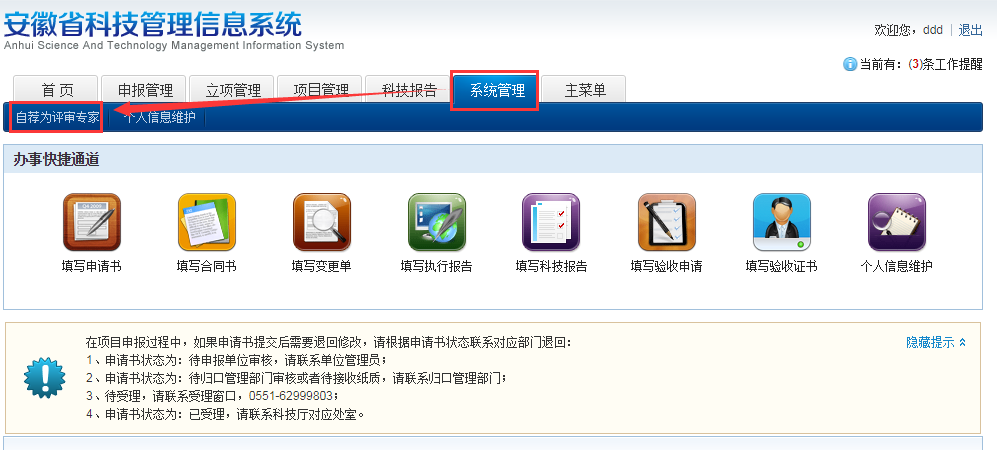 安徽省科技管理信息系统
Anhui Science And Technology Management Information System
欢迎您，ddd | 退出
当前有：(3)条工作提醒
首 页 申报管理 立项管理 项目管理 科技报告 系统管理 主菜单
自荐为评审专家 个人信息维护
办事快捷通道
填写申请书 填写合同书 填写变更单 填写执行报告 填写科技报告 填写验收申请 填写验收证书 个人信息维护
在项目申报过程中，如果申请书提交后需要退回修改，请根据申请书状态联系对应部门退回： 隐藏提示
1、申请书状态为：待申报单位审核，请联系单位管理员；
2、申请书状态为：待归口管理部门审核或者待接收纸质，请联系归口管理部门；
3、待受理，请联系受理窗口，0551-62999803；
4、申请书状态为：已受理，请联系科技厅对应处室。